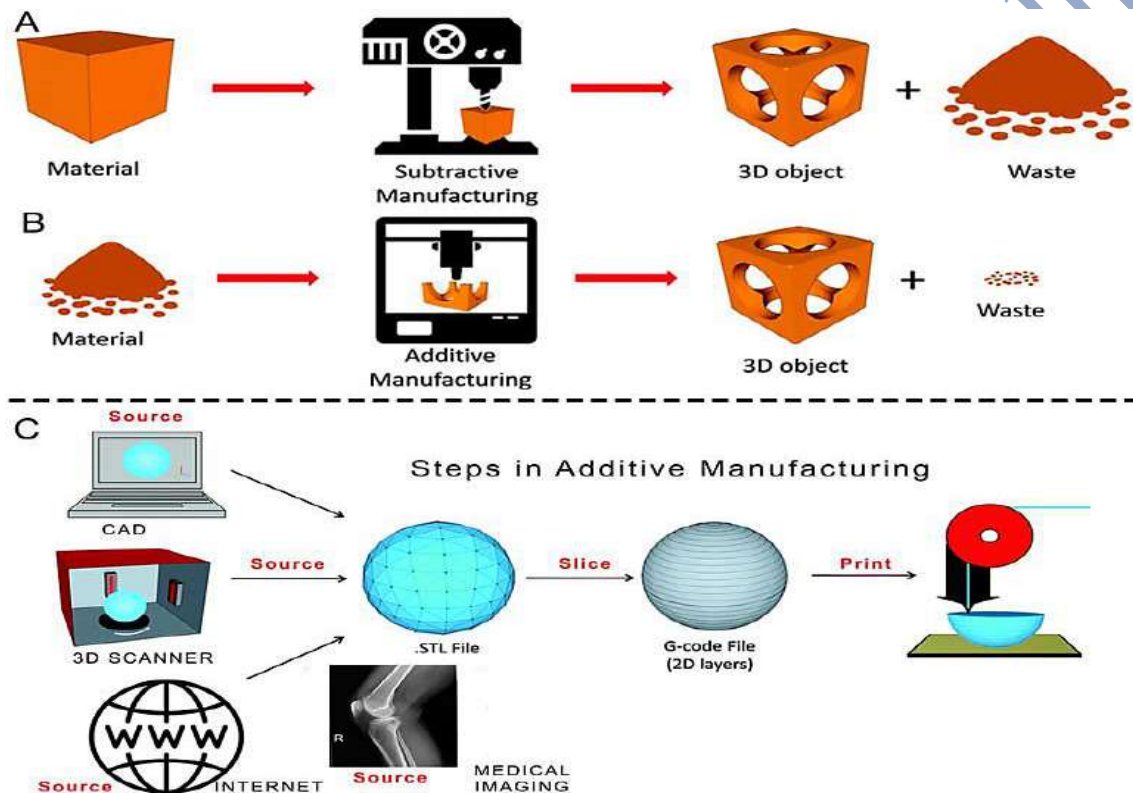 A
Material
Subtractive
Manufacturing
3D object
+
Waste
B
Material
Additive
Manufacturing
3D object
+
Waste
C
Source
CAD
Steps in Additive Manufacturing
3D SCANNER
Source
.STL File
Slice
G-code File
(2D layers)
Print
WWW
Source
INTERNET
R
Source
MEDICAL
IMAGING